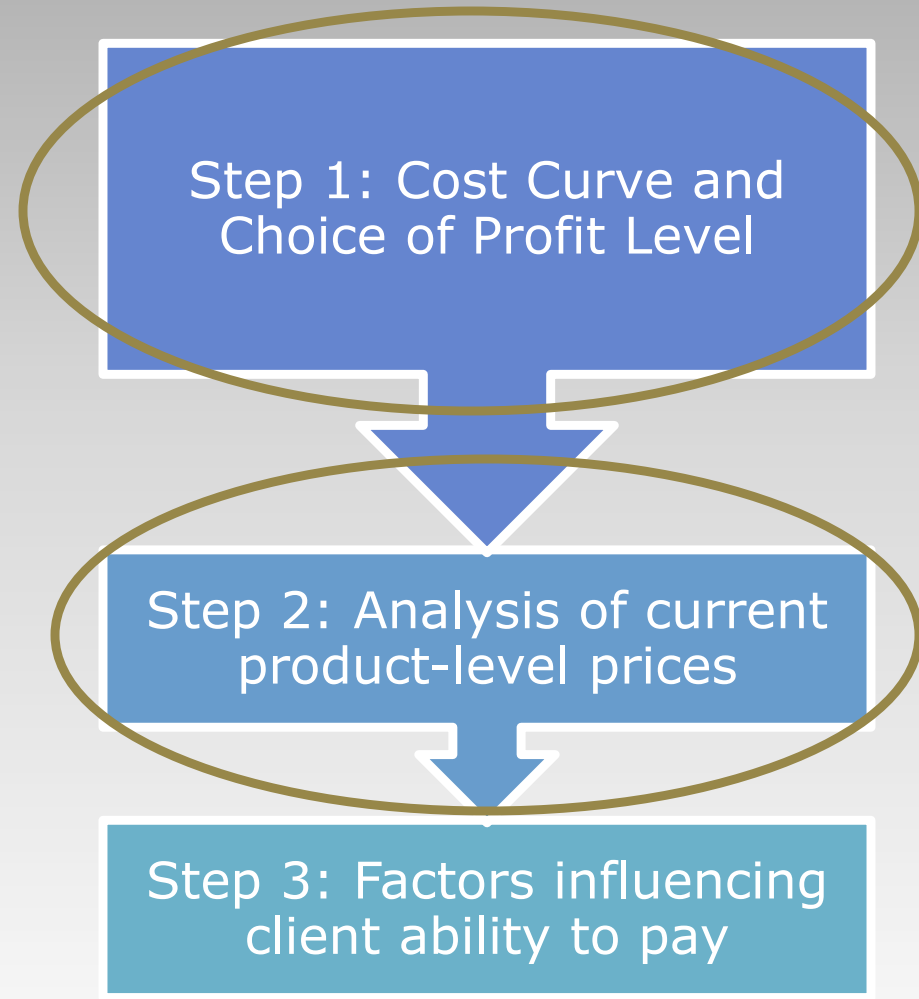 Step 1: Cost Curve and
Choice of Profit Level
Step 2: Analysis of current
product-level prices
Step 3: Factors influencing
client ability to pay